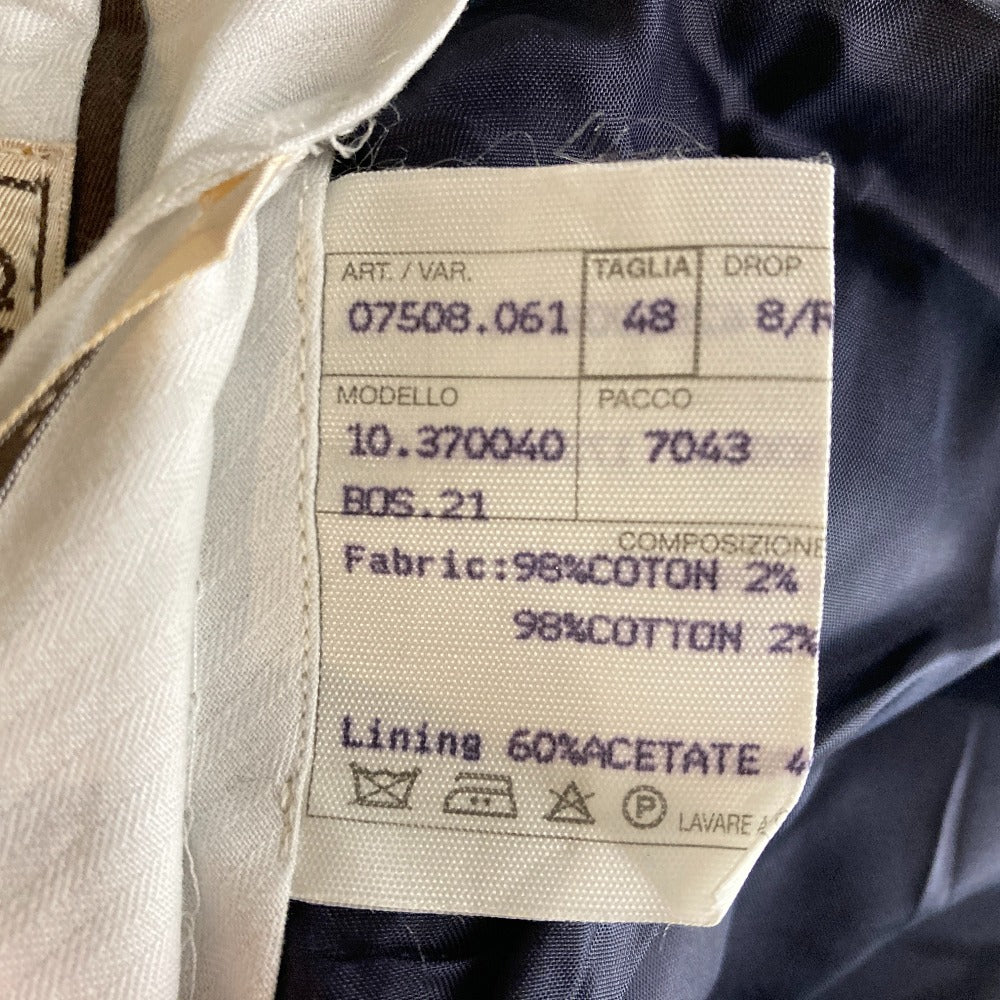 ART. / VAR. TAGLIA DROP
07508.061 48 8/R
MODELLO PACCO
10.370040 7043
BOS.21
COMPOSIZIONE
Fabric:98%COTON 2%
98%COTTON 2%
Lining 60%ACETATE 4
P LAVARE A